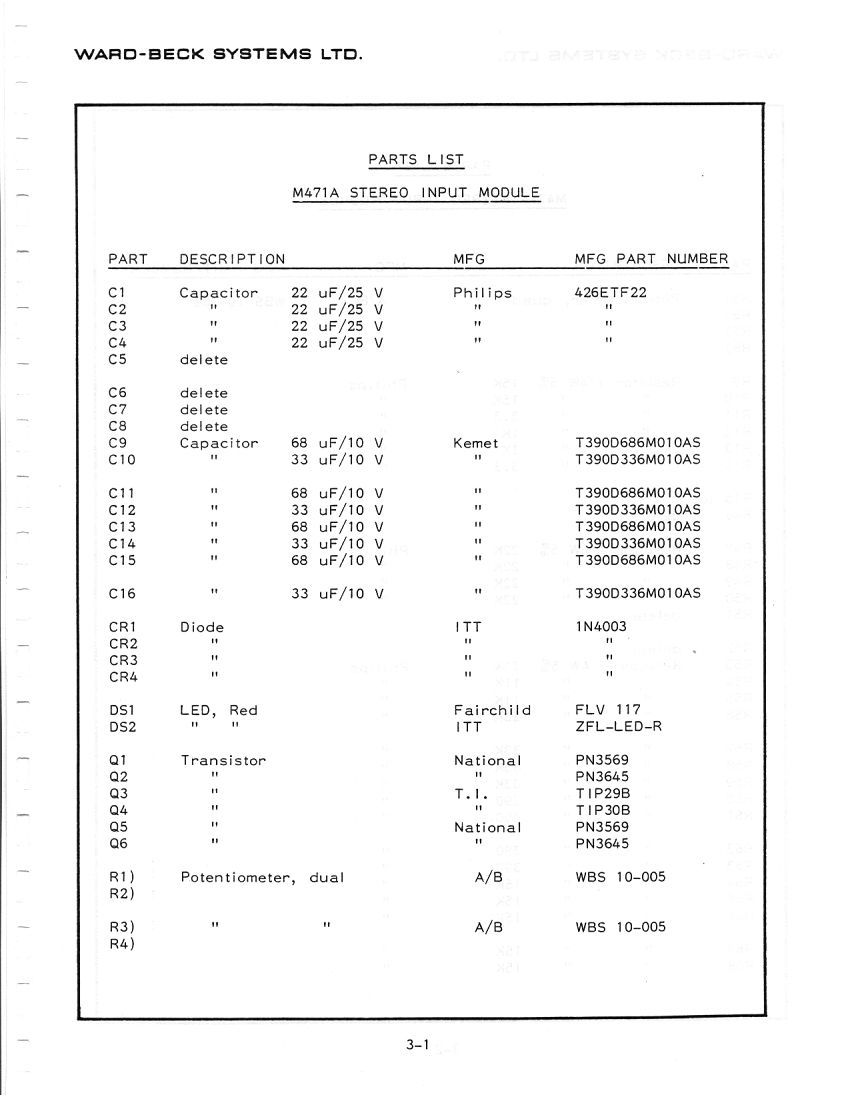 WARD-BECK SYSTEMS LTD.
PARTS LIST
M471A STEREO INPUT MODULE
PART DESCRIPTION MFG MFG PART NUMBER
C1 Capacitor 22 uF/25 V Philips 426ETF22
C2 " 22 uF/25 V " "
C3 " 22 uF/25 V " "
C4 " 22 uF/25 V " "
C5 delete
C6 delete
C7 delete
C8 delete
C9 Capacitor 68 uF/10 V Kemet T390D686M010AS
C10 " 33 uF/10 V " T390D336M010AS
C11 " 68 uF/10 V " T390D686M010AS
C12 " 33 uF/10 V " T390D336M010AS
C13 " 68 uF/10 V " T390D686M010AS
C14 " 33 uF/10 V " T390D336M010AS
C15 " 68 uF/10 V " T390D686M010AS
C16 " 33 uF/10 V " T390D336M010AS
CR1 Diode ITT 1N4003
CR2 " " "
CR3 " " "
CR4 " " "
DS1 LED, Red Fairchild FLV 117
DS2 " " ITT ZFL-LED-R
Q1 Transistor National PN3569
Q2 " " PN3645
Q3 " T.I. TIP29B
Q4 " " TIP30B
Q5 " National PN3569
Q6 " " PN3645
R1) Potentiometer, dual A/B WBS 10-005
R2)
R3) " " A/B WBS 10-005
R4)
3-1